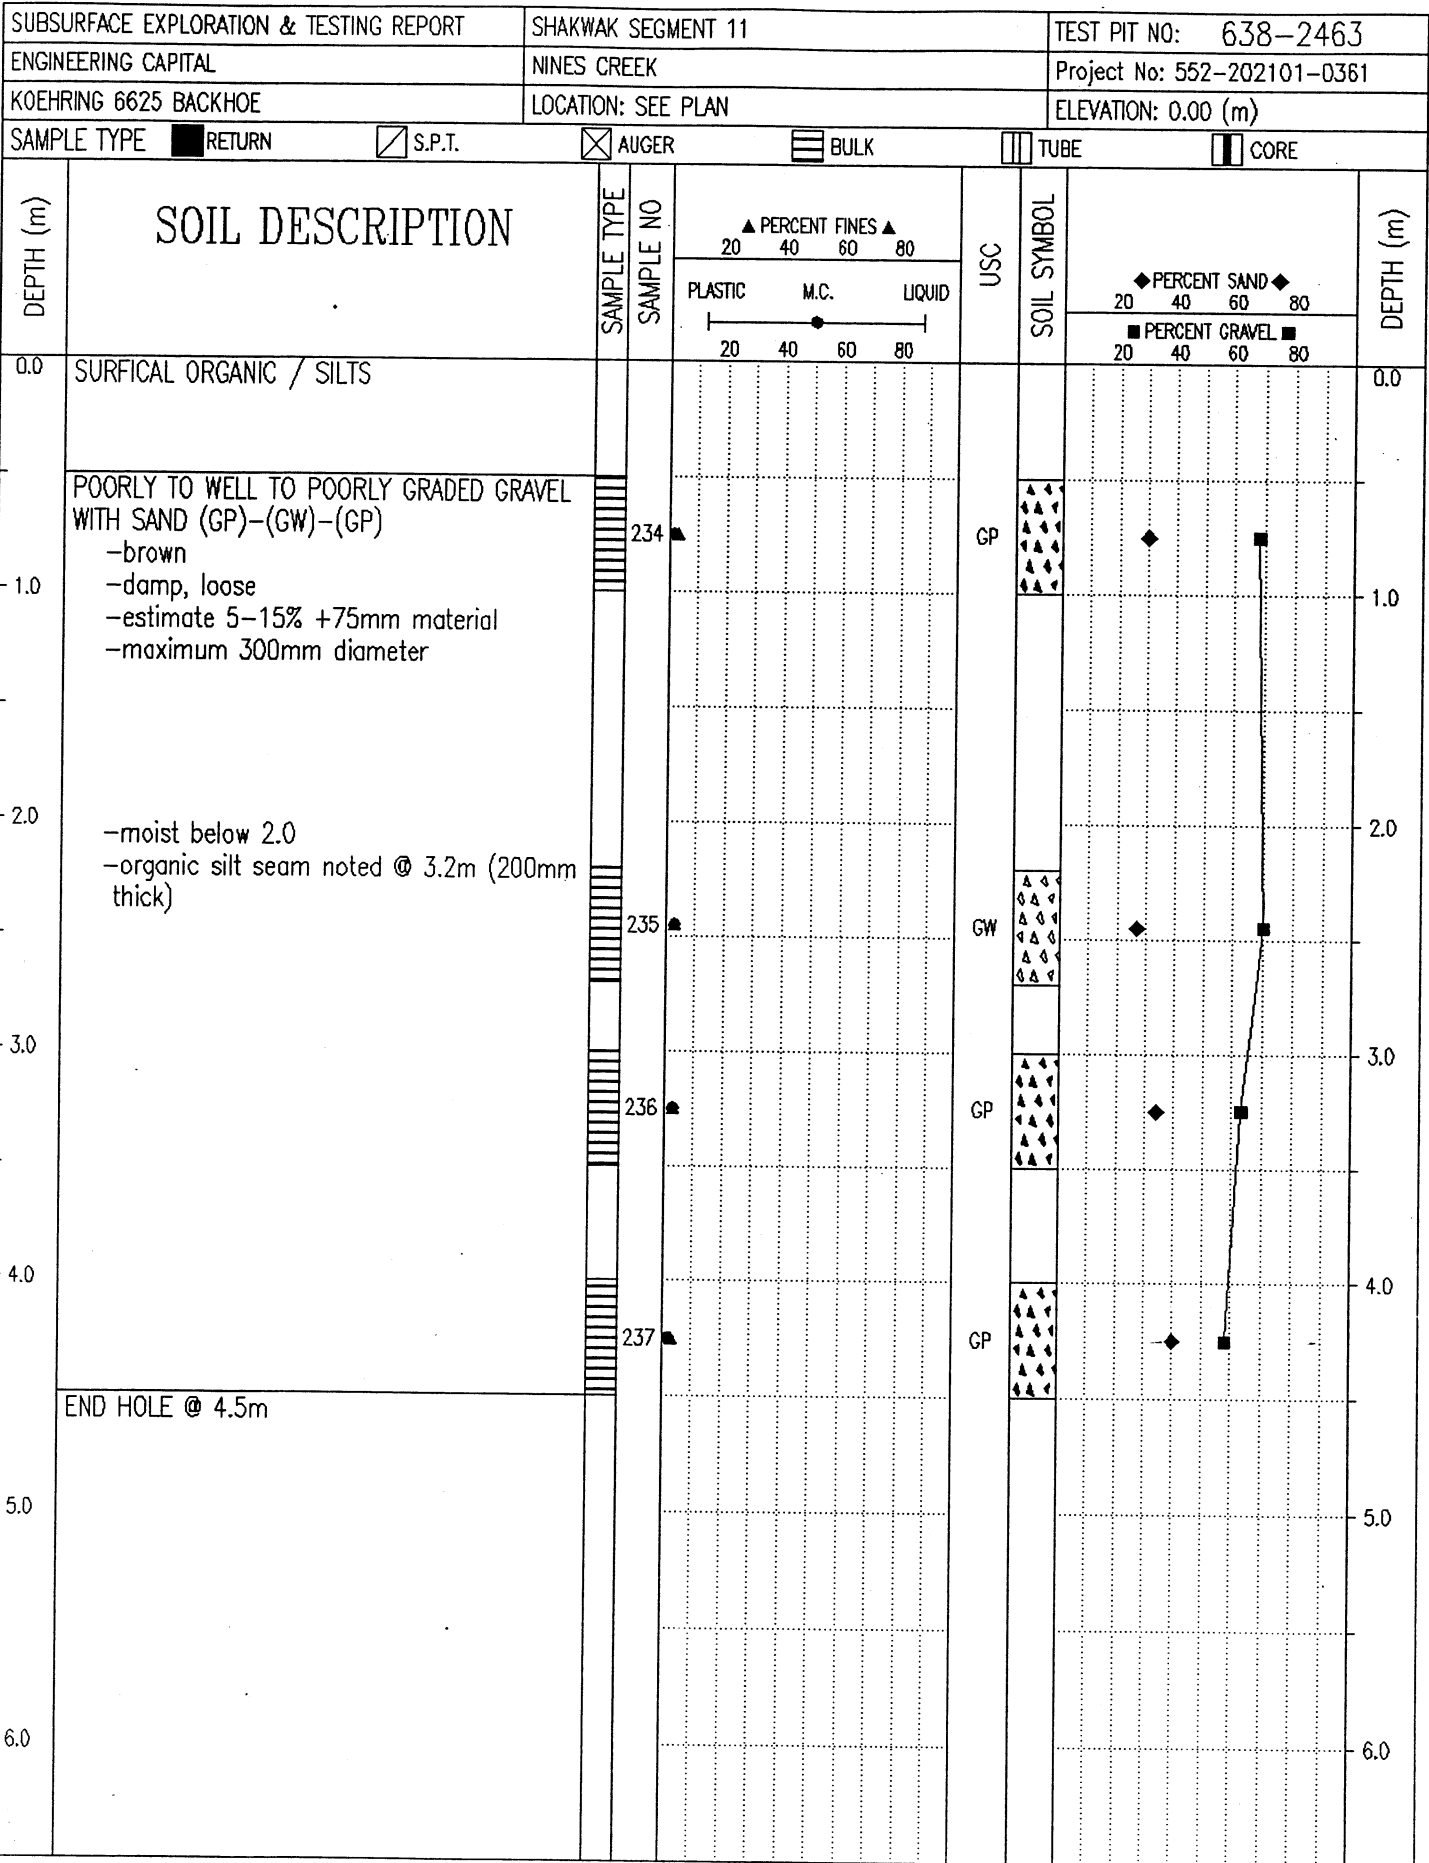 SUBSURFACE EXPLORATION & TESTING REPORT
SHAKWAK SEGMENT 11
TEST PIT NO: 638-2463
ENGINEERING CAPITAL
NINES CREEK
Project No: 552-202101-0361
KOEHRING 6625 BACKHOE
LOCATION: SEE PLAN
ELEVATION: 0.00 (m)
SAMPLE TYPE RETURN S.P.T. AUGER BULK TUBE CORE
DEPTH (m)
SOIL DESCRIPTION
SAMPLE TYPE
SAMPLE NO
▲ PERCENT FINES ▲
20 40 60 80
PLASTIC M.C. LIQUID
20 40 60 80
USC
SOIL SYMBOL
◆PERCENT SAND◆
20 40 60 80
■ PERCENT GRAVEL ■
20 40 60 80
DEPTH (m)
0.0
SURFICAL ORGANIC / SILTS
0.0
POORLY TO WELL TO POORLY GRADED GRAVEL
WITH SAND (GP)-(GW)-(GP)
234
GP
-brown
1.0
-damp, loose
1.0
-estimate 5-15% +75mm material
-maximum 300mm diameter
2.0
2.0
-moist below 2.0
-organic silt seam noted @ 3.2m (200mm
thick)
235
GW
3.0
3.0
236
GP
4.0
4.0
237
GP
END HOLE @ 4.5m
5.0
5.0
6.0
6.0